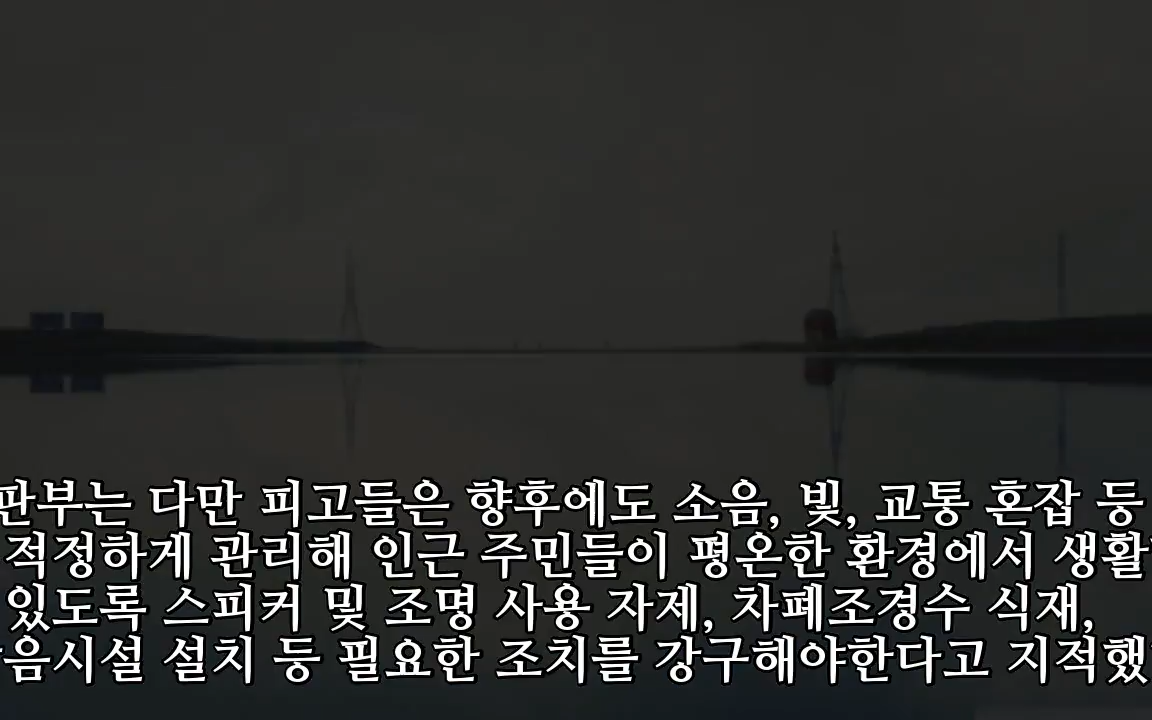 판부는 다만 피고들은 향후에도 소음, 빛, 교통 혼잡 등
적정하게 관리해 인근 주민들이 평온한 환경에서 생활
있도록 스피커 및 조명 사용 자제, 차폐조경수 식재,
음시설 설치 등 필요한 조치를 강구해야한다고 지적했